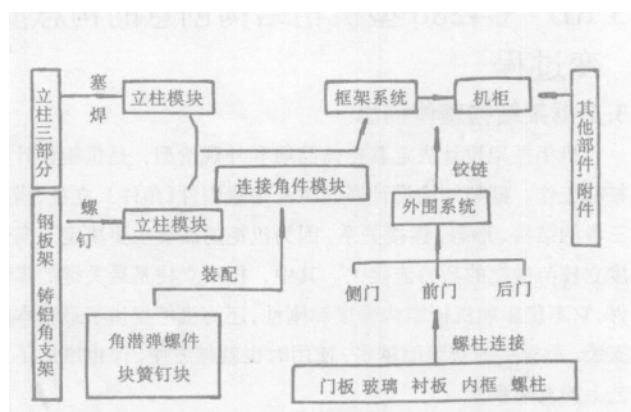 立柱三部分
塞
焊
立柱模块
框架系统
机柜
其他部件，附件
铰链
连接角件模块
外围系统
钢板架 铸铝角支架
螺
钉
立柱模块
装配
侧门 前门 后门
角潜弹螺件
块簧钉块
螺柱连接
门板 玻璃 衬板 内框 螺柱